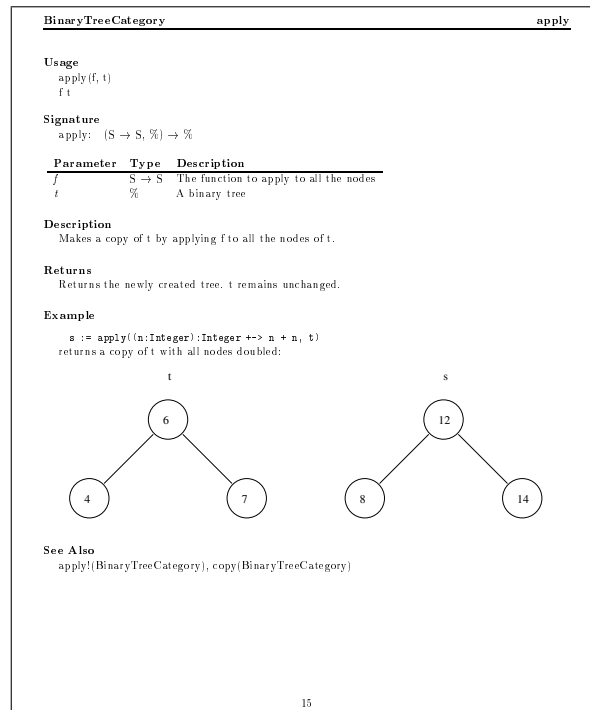 BinaryTreeCategory apply
Usage
apply(f, t)
f t
Signature
apply: (S → S, %) → %
Parameter Type Description
f S → S The function to apply to all the nodes
t % A binary tree
Description
Makes a copy of t by applying f to all the nodes of t.
Returns
Returns the newly created tree. t remains unchanged.
Example
s := apply((n:Integer):Integer +-> n + n, t)
returns a copy of t with all nodes doubled:
t s
6 12
4 7 8 14
See Also
apply!(BinaryTreeCategory), copy(BinaryTreeCategory)
15